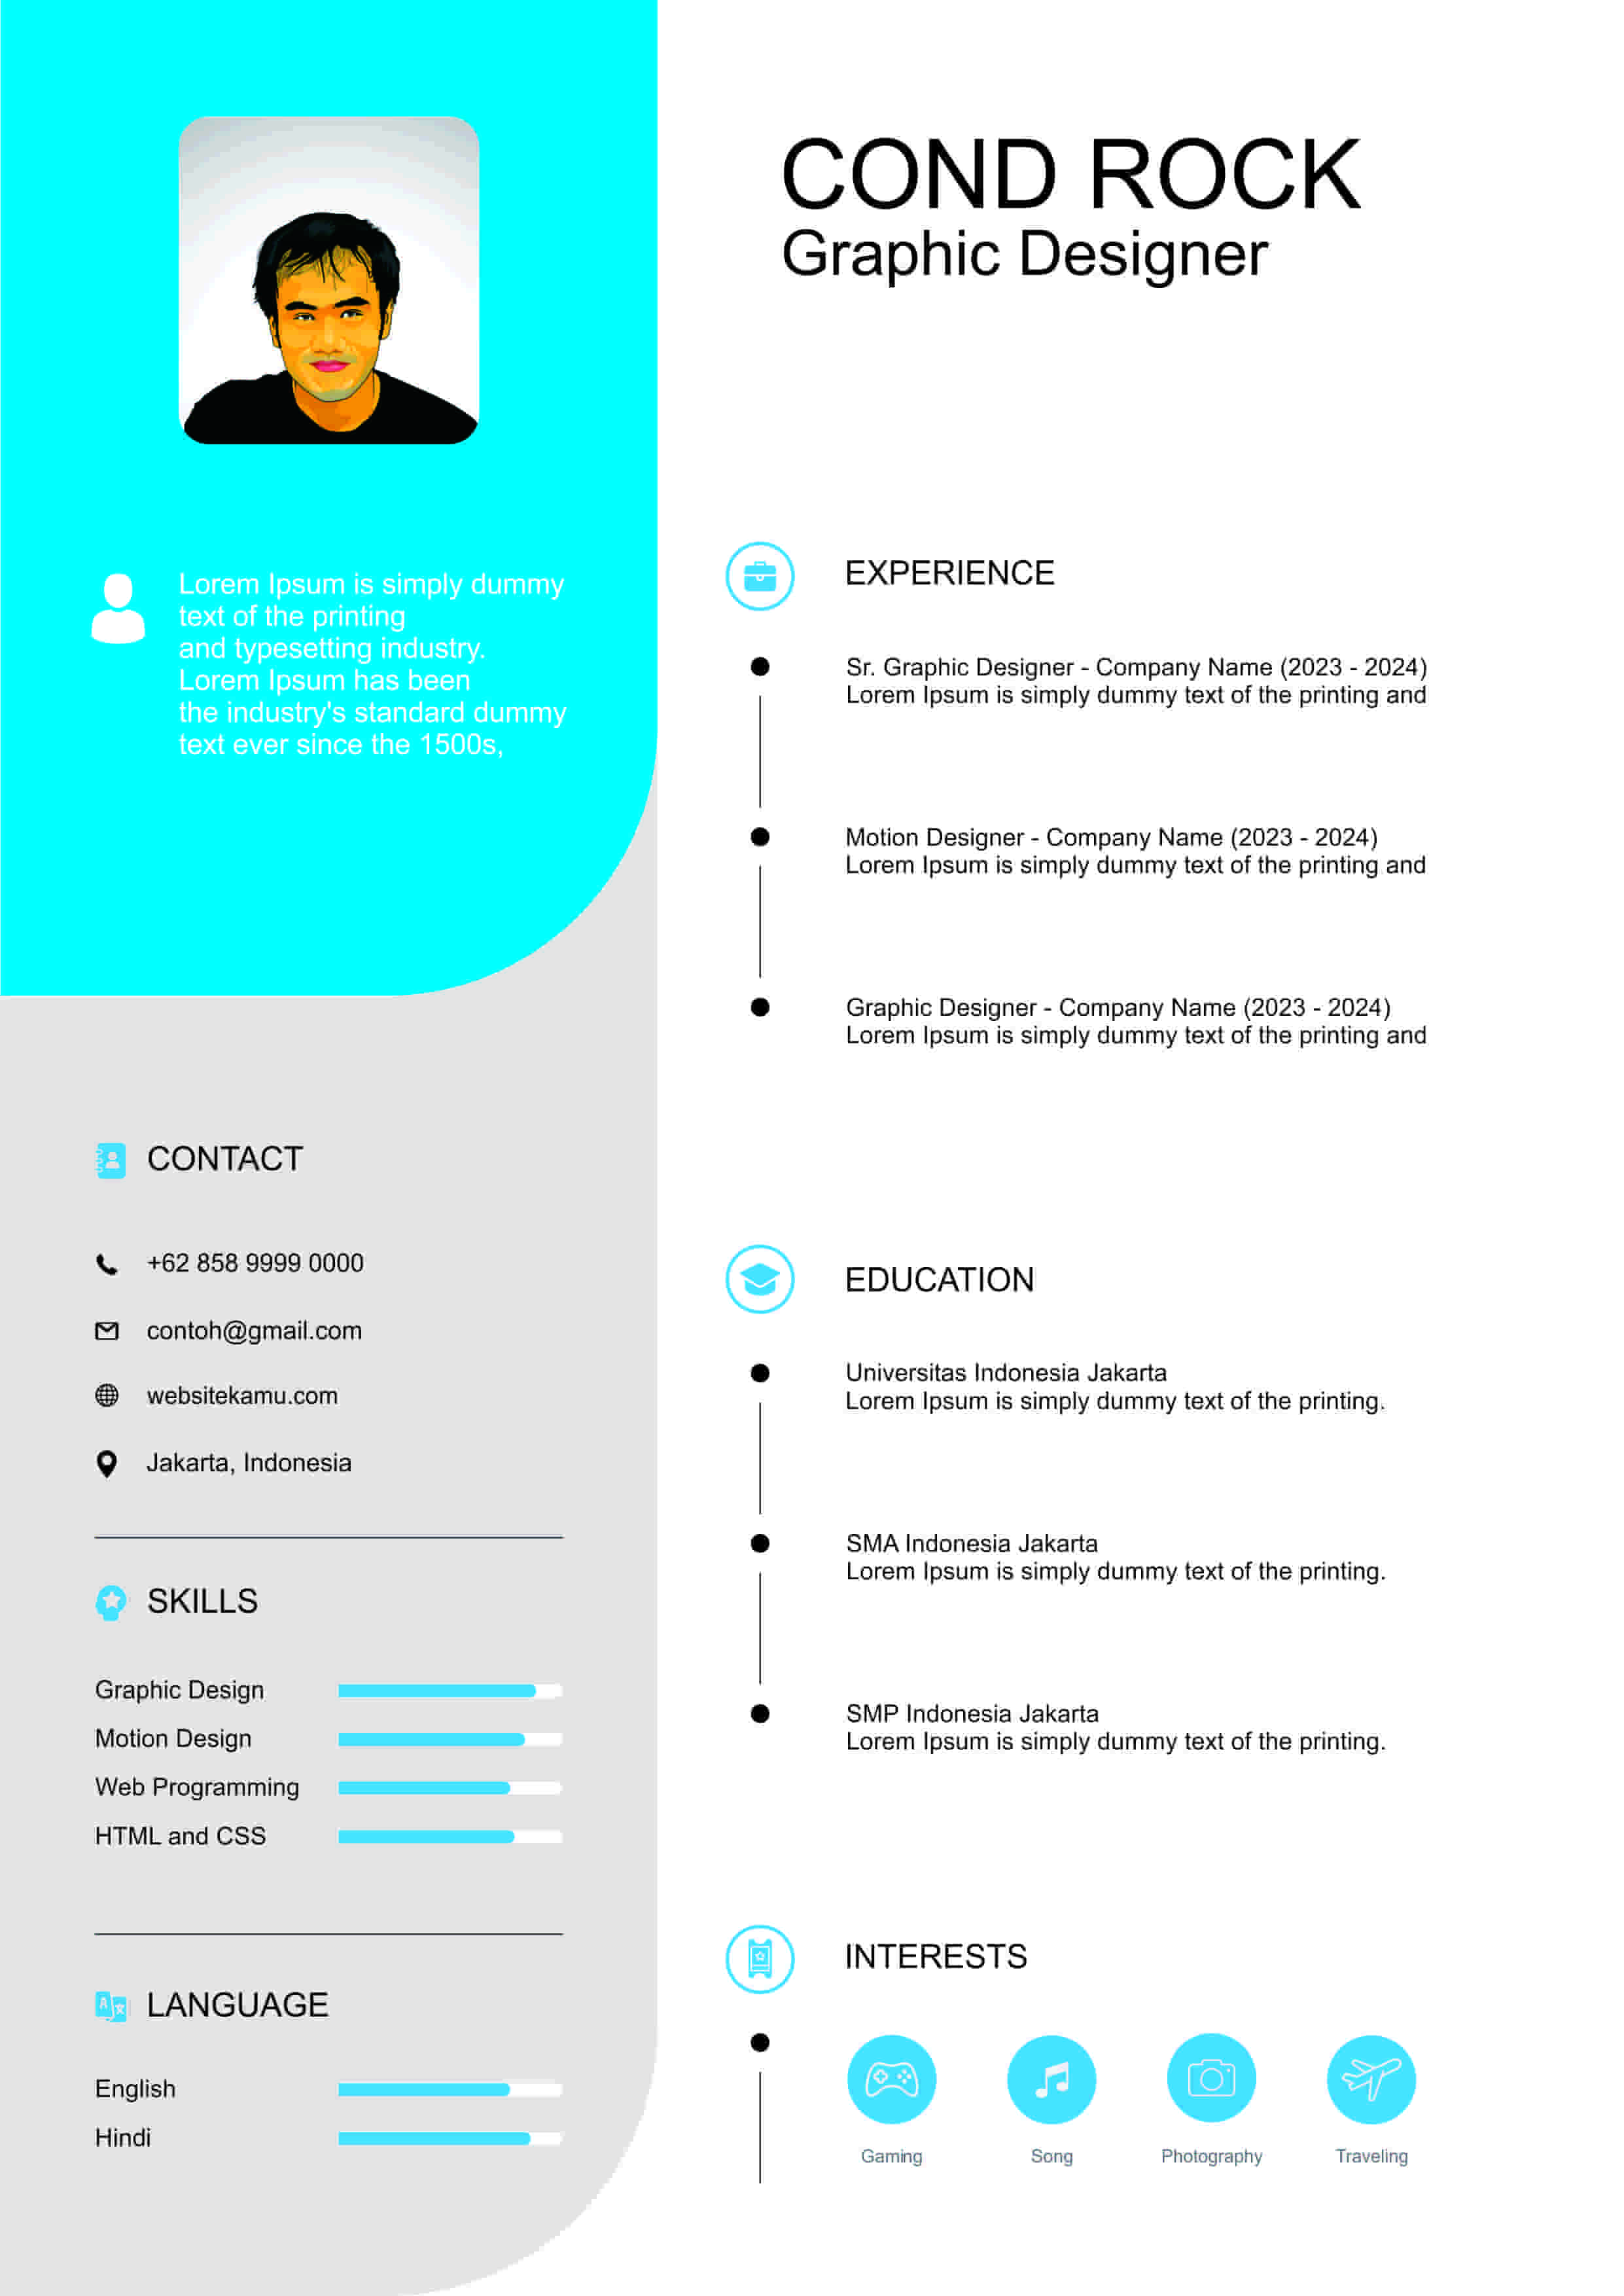 COND ROCK
Graphic Designer
Lorem Ipsum is simply dummy
text of the printing
and typesetting industry.
Lorem Ipsum has been
the industry's standard dummy
text ever since the 1500s,
CONTACT
+62 858 9999 0000
contoh@gmail.com
websitekamu.com
Jakarta, Indonesia
SKILLS
Graphic Design
Motion Design
Web Programming
HTML and CSS
LANGUAGE
English
Hindi
EXPERIENCE
Sr. Graphic Designer - Company Name (2023 - 2024)
Lorem Ipsum is simply dummy text of the printing and
Motion Designer - Company Name (2023 - 2024)
Lorem Ipsum is simply dummy text of the printing and
Graphic Designer - Company Name (2023 - 2024)
Lorem Ipsum is simply dummy text of the printing and
EDUCATION
Universitas Indonesia Jakarta
Lorem Ipsum is simply dummy text of the printing.
SMA Indonesia Jakarta
Lorem Ipsum is simply dummy text of the printing.
SMP Indonesia Jakarta
Lorem Ipsum is simply dummy text of the printing.
INTERESTS
Gaming Song Photography Traveling